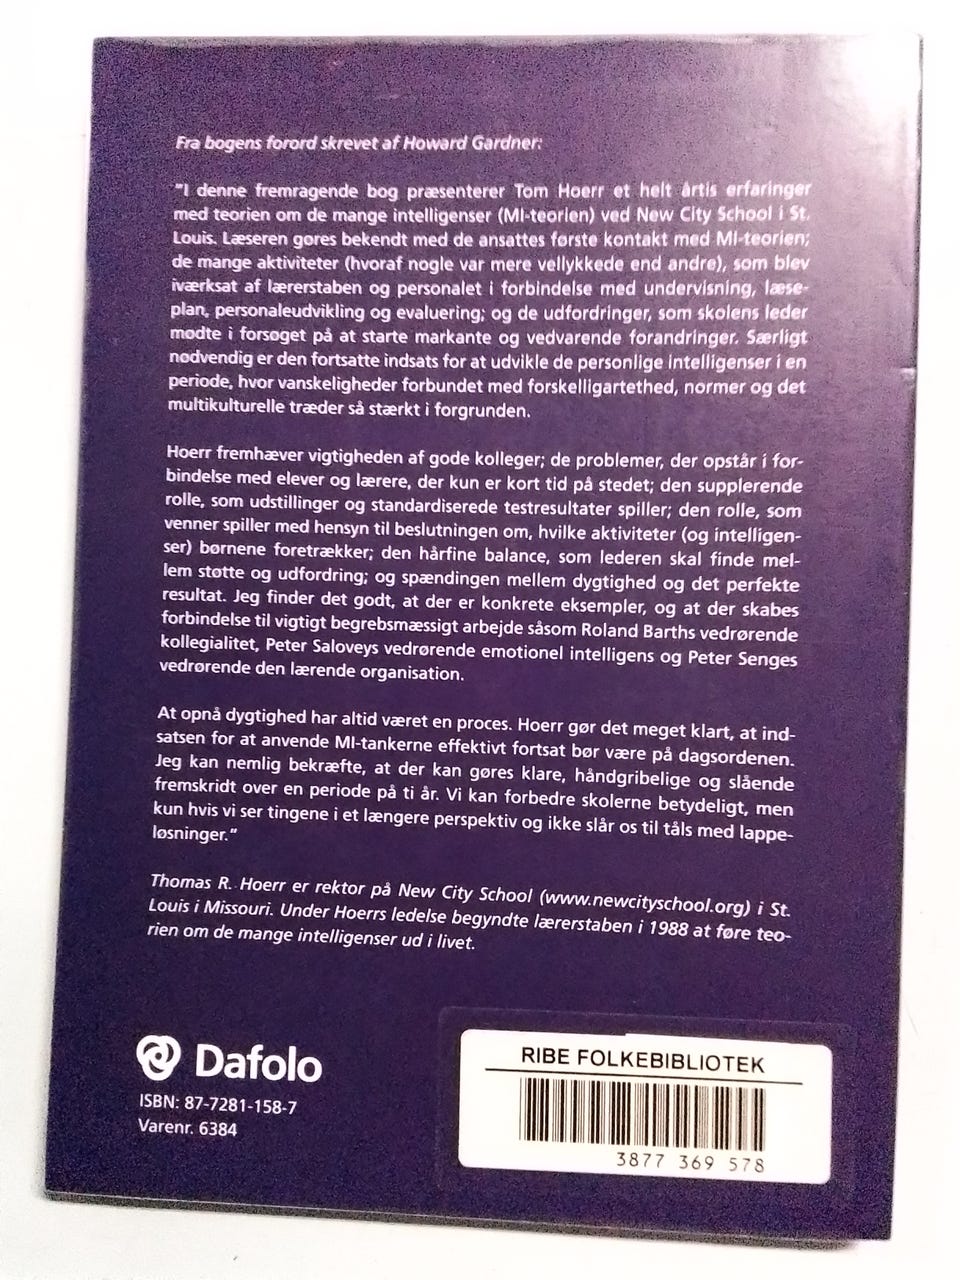 Fra bogens forord skrevet af Howard Gardner:
"I denne fremragende bog præsenterer Tom Hoerr et helt årtis erfaringer
med teorien om de mange intelligenser (MI-teorien) ved New City School i St.
Louis. Læseren gøres bekendt med de ansattes første kontakt med MI-teorien;
de mange aktiviteter (hvoraf nogle var mere vellykkede end andre), som blev
iværksat af lærerstaben og personalet i forbindelse med undervisning, læse-
plan, personaleudvikling og evaluering; og de udfordringer, som skolens leder
mødte i forsøget på at starte markante og vedvarende forandringer. Særligt
nødvendig er den fortsatte indsats for at udvikle de personlige intelligenser i en
periode, hvor vanskeligheder forbundet med forskelligartethed, normer og det
multikulturelle træder så stærkt i forgrunden.
Hoerr fremhæver vigtigheden af gode kolleger; de problemer, der opstår i for-
bindelse med elever og lærere, der kun er kort tid på stedet; den supplerende
rolle, som udstillinger og standardiserede testresultater spiller; den rolle, som
venner spiller med hensyn til beslutningen om, hvilke aktiviteter (og intelligen-
ser) børnene foretrækker; den hårfine balance, som lederen skal finde mel-
lem støtte og udfordring; og spændingen mellem dygtighed og det perfekte
resultat. Jeg finder det godt, at der er konkrete eksempler, og at der skabes
forbindelse til vigtigt begrebsmæssigt arbejde såsom Roland Barths vedrørende
kollegialitet, Peter Saloveys vedrørende emotionel intelligens og Peter Senges
vedrørende den lærende organisation.
At opnå dygtighed har altid været en proces. Hoerr gør det meget klart, at ind-
satsen for at anvende MI-tankerne effektivt fortsat bør være på dagsordenen.
Jeg kan nemlig bekræfte, at der kan gøres klare, håndgribelige og slående
fremskridt over en periode på ti år. Vi kan forbedre skolerne betydeligt, men
kun hvis vi ser tingene i et længere perspektiv og ikke slår os til tåls med lappe-
løsninger."
Thomas R. Hoerr er rektor på New City School (www.newcityschool.org) i St.
Louis i Missouri. Under Hoerrs ledelse begyndte lærerstaben i 1988 at føre teo-
rien om de mange intelligenser ud i livet.
Dafolo
ISBN: 87-7281-158-7
Varenr. 6384
RIBE FOLKEBIBLIOTEK
3877 369 578